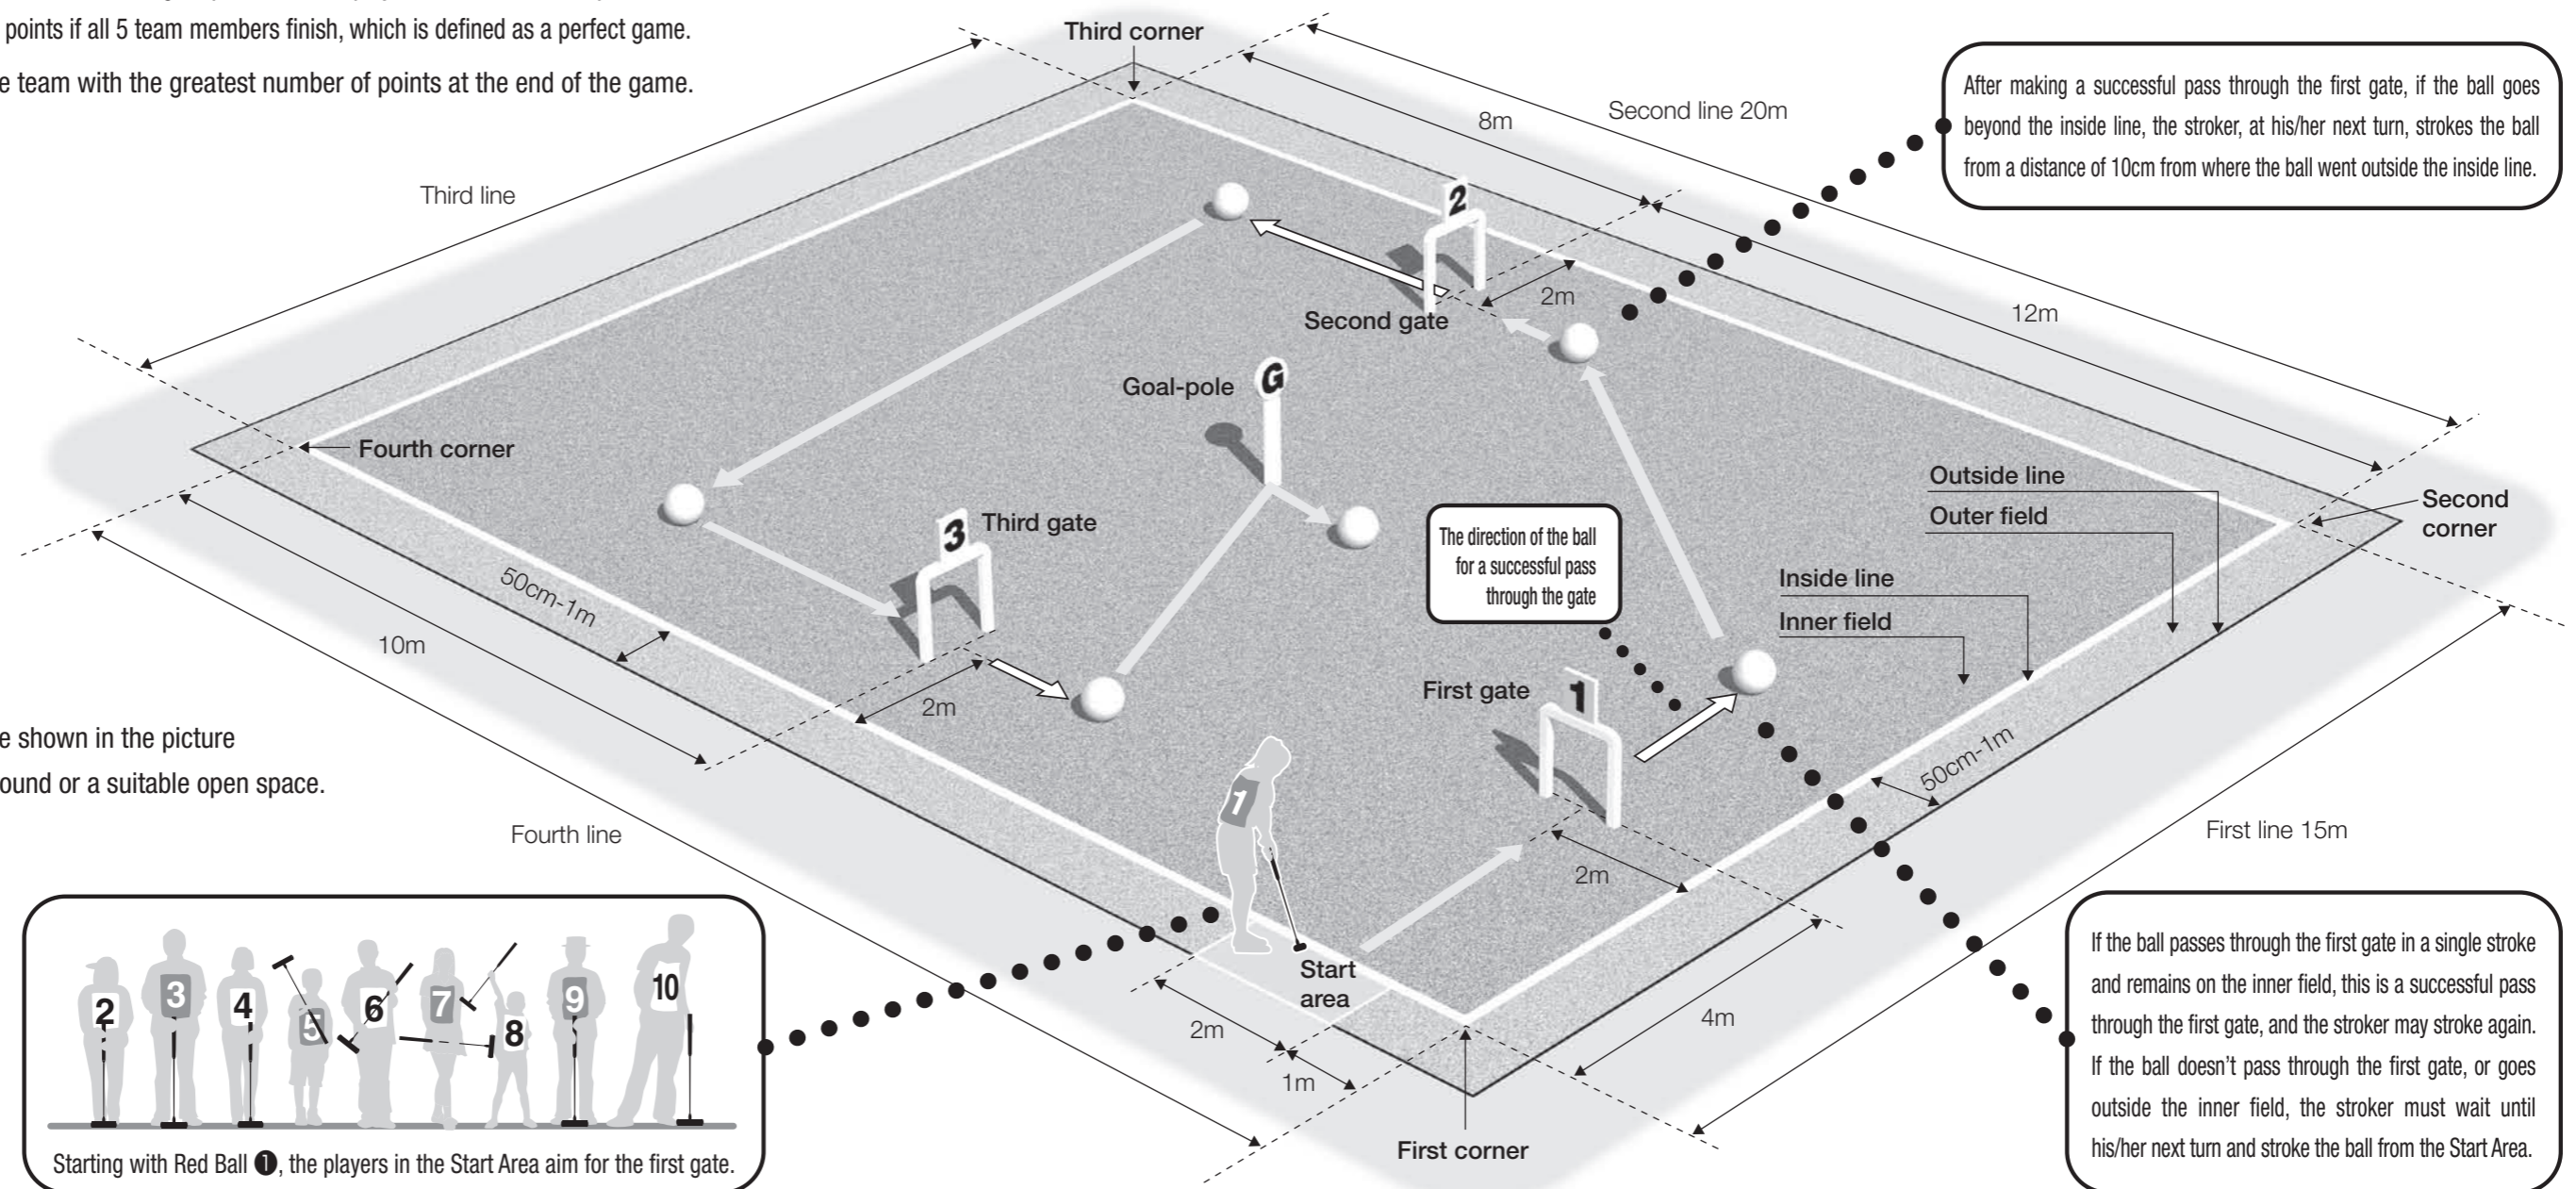 points if all 5 team members finish, which is defined as a perfect game.
e team with the greatest number of points at the end of the game.
Third corner
Third line
8m
Second line 20m
12m
After making a successful pass through the first gate, if the ball goes
beyond the inside line, the stroker, at his/her next turn, strokes the ball
from a distance of 10cm from where the ball went outside the inside line.
2
Second gate
2m
Goal-pole
G
Fourth corner
3
Third gate
50cm-1m
10m
2m
Fourth line
The direction of the ball
for a successful pass
through the gate
Outside line
Outer field
Inside line
Inner field
Second
corner
First gate
1
2m
50cm-1m
First line 15m
e shown in the picture
ound or a suitable open space.
1
Start
area
2m
1m
4m
First corner
2 3 4 5 6 7 8 9 10
Starting with Red Ball ❶, the players in the Start Area aim for the first gate.
If the ball passes through the first gate in a single stroke
and remains on the inner field, this is a successful pass
through the first gate, and the stroker may stroke again.
If the ball doesn't pass through the first gate, or goes
outside the inner field, the stroker must wait until
his/her next turn and stroke the ball from the Start Area.